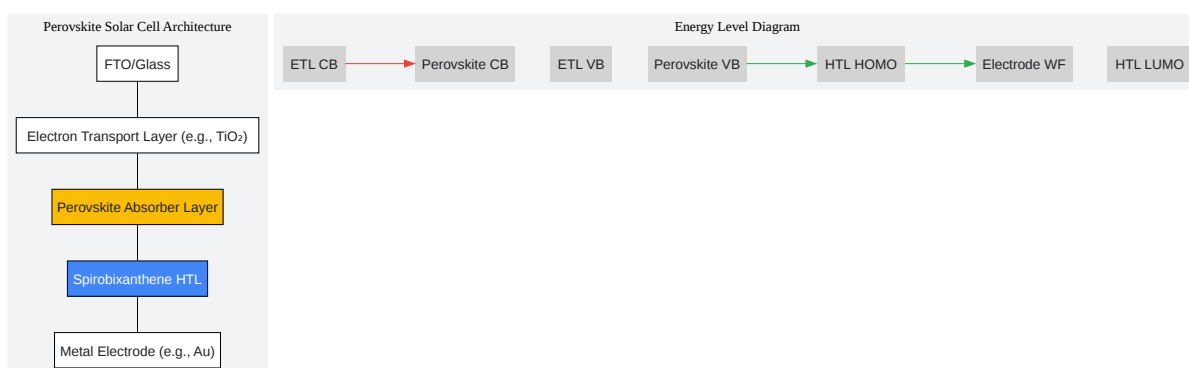 Perovskite Solar Cell Architecture
FTO/Glass
Electron Transport Layer (e.g., TiO₂)
Perovskite Absorber Layer
Spirobixanthene HTL
Metal Electrode (e.g., Au)
Energy Level Diagram
ETL CB
Perovskite CB
ETL VB
Perovskite VB
HTL HOMO
Electrode WF
HTL LUMO